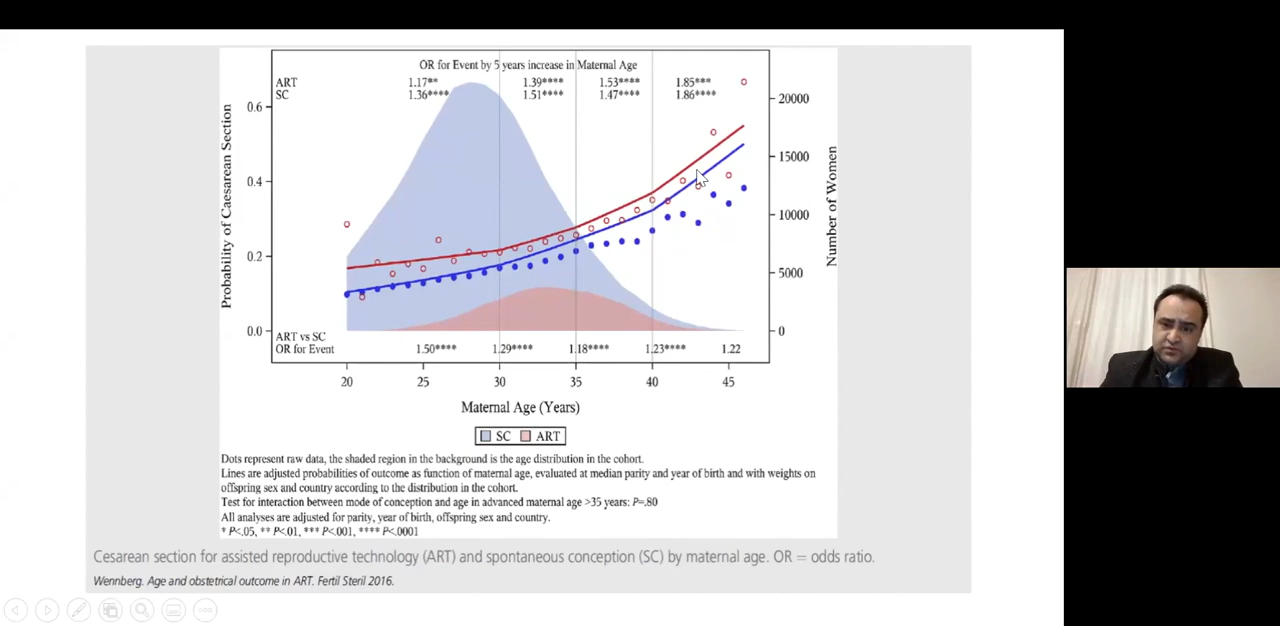 OR for Event by 5 years increase in Maternal Age
ART 1.17** 1.39**** 1.53**** 1.85***
SC 1.36**** 1.51**** 1.47**** 1.86****
Probability of Caesarean Section
0.6
0.4
0.2
0.0
20000
15000
10000
5000
0
Number of Women
ART vs SC
OR for Event 1.50**** 1.29**** 1.18**** 1.23**** 1.22
20 25 30 35 40 45
Maternal Age (Years)
SC ART
Dots represent raw data, the shaded region in the background is the age distribution in the cohort.
Lines are adjusted probabilities of outcome as function of maternal age, evaluated at median parity and year of birth and with weights on
offspring sex and country according to the distribution in the cohort.
Test for interaction between mode of conception and age in advanced maternal age >35 years: P=.80
All analyses are adjusted for parity, year of birth, offspring sex and country.
* P<.05, ** P<.01, *** P<.001, **** P<.0001
Cesarean section for assisted reproductive technology (ART) and spontaneous conception (SC) by maternal age. OR = odds ratio.
Wennberg. Age and obstetrical outcome in ART. Fertil Steril 2016.